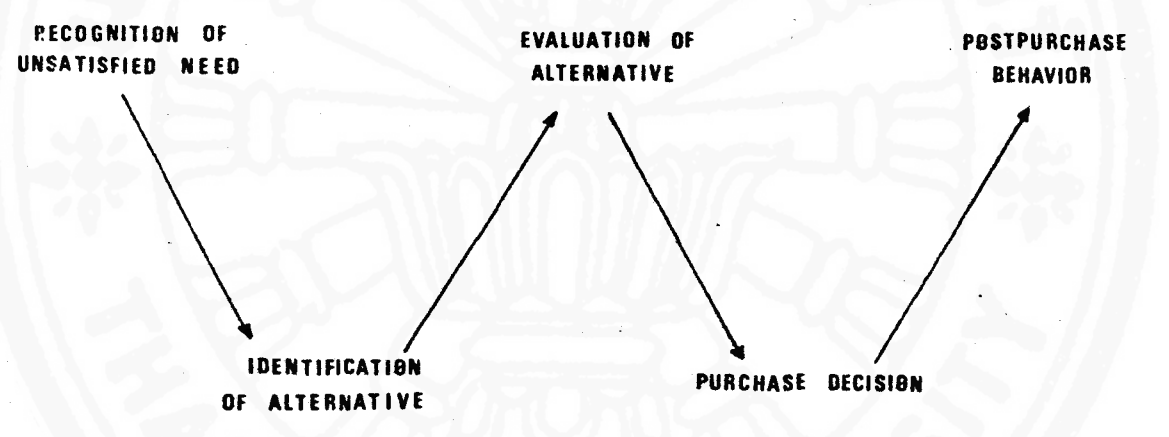 RECOGNITION OF
UNSATISFIED NEED
IDENTIFICATION
OF ALTERNATIVE
EVALUATION OF
ALTERNATIVE
PURCHASE DECISION
POSTPURCHASE
BEHAVIOR